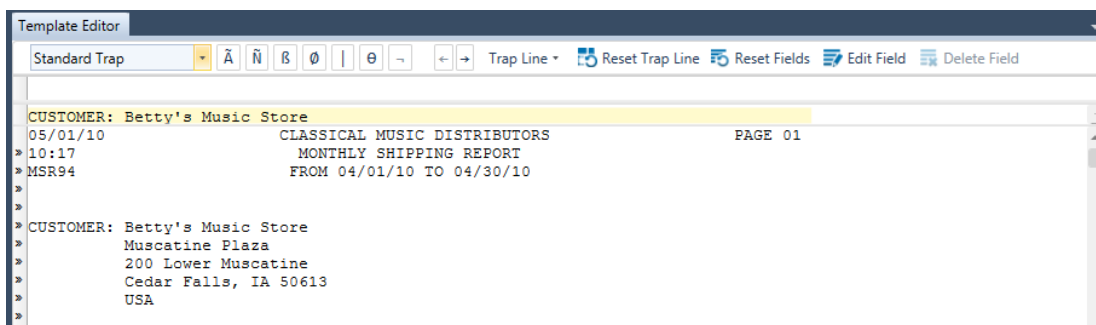 Template Editor
Standard Trap Ã Ñ ß Ø | θ ¬ ← → Trap Line Reset Trap Line Reset Fields Edit Field Delete Field
CUSTOMER: Betty's Music Store
05/01/10 CLASSICAL MUSIC DISTRIBUTORS PAGE 01
» 10:17 MONTHLY SHIPPING REPORT
» MSR94 FROM 04/01/10 TO 04/30/10
»
»
» CUSTOMER: Betty's Music Store
» Muscatine Plaza
» 200 Lower Muscatine
» Cedar Falls, IA 50613
» USA
»